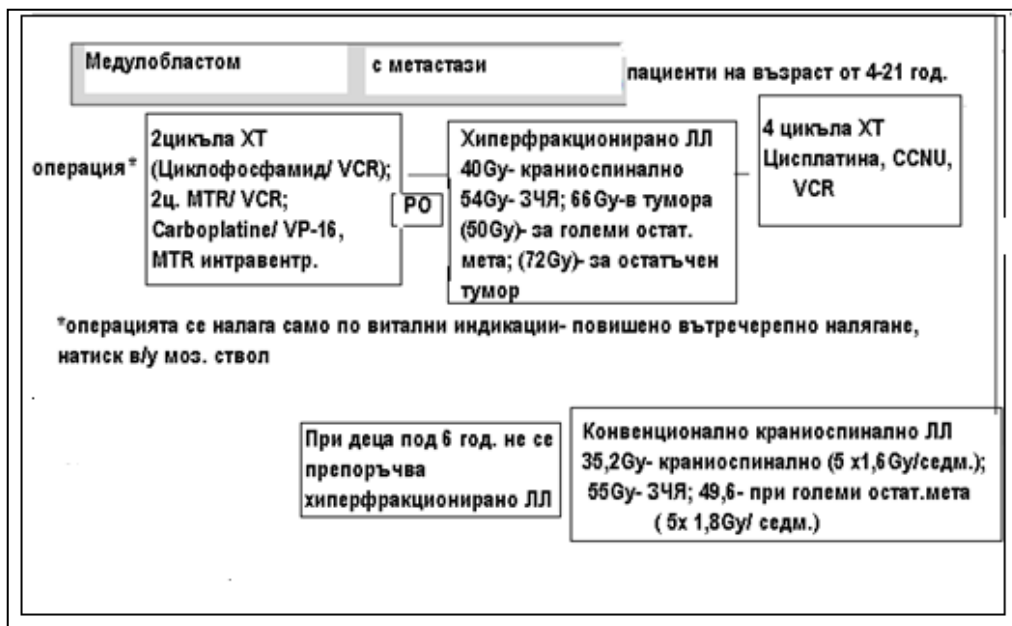 Медулобластом
с метастази
пациенти на възраст от 4-21 год.
операция*
2цикъла ХТ
(Циклофосфамид/ VCR);
2ц. MTR/ VCR;
Carboplatine/ VP-16,
MTR интравентр.
РО
Хиперфракционирано ЛЛ
40Gy- краниоспинално
54Gy- ЗЧЯ; 66Gy-в тумора
(50Gy)- за големи остат.
мета; (72Gy)- за остатъчен
тумор
4 цикъла ХТ
Цисплатина, CCNU,
VCR
*операцията се налага само по витални индикации- повишено вътречерепно налягане,
натиск в/у моз. ствол
При деца под 6 год. не се
препоръчва
хиперфракционирано ЛЛ
Конвенционално краниоспинално ЛЛ
35,2Gy- краниоспинално (5 x1,6Gy/седм.);
55Gy- ЗЧЯ; 49,6- при големи остат.мета
( 5x 1,8Gy/ седм.)